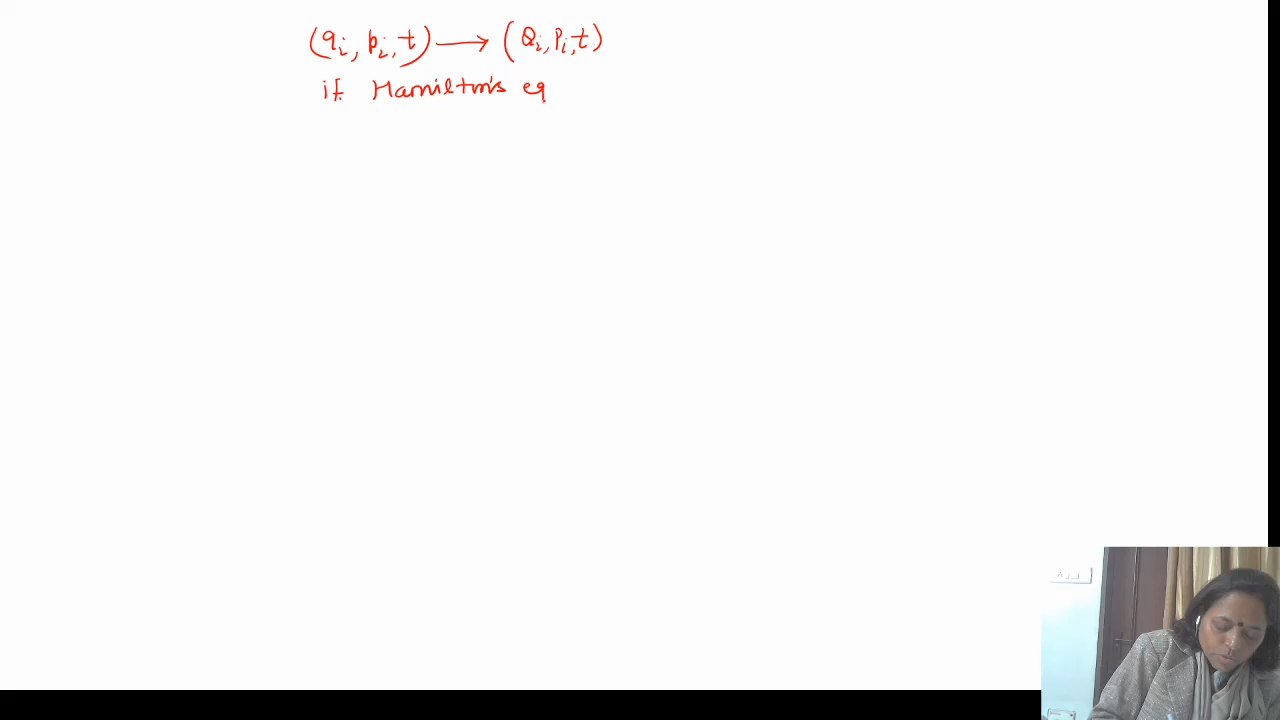 (qᵢ, pᵢ, t) ⟶ (Qᵢ, Pᵢ, t)
if Hamilton's eq